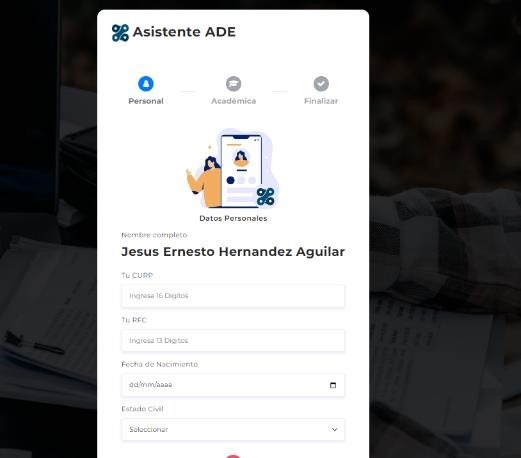 Asistente ADE
Personal
Académica
Finalizar
Datos Personales
Nombre completo
Jesus Ernesto Hernandez Aguilar
Tu CURP
Ingresa 16 Digitos
Tu RFC
Ingresa 13 Digitos
Fecha de Nacimiento
dd/mm/aaaa
Estado Civil
Seleccionar